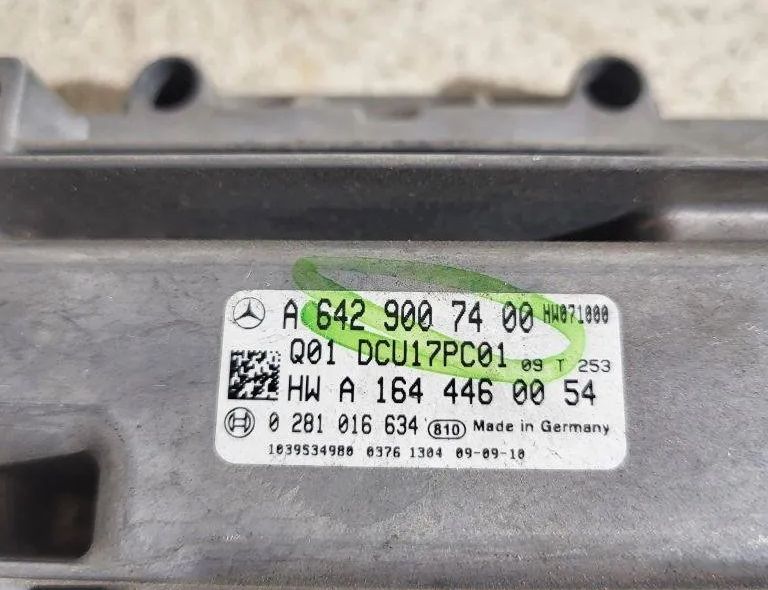 A 642 900 74 00 HW071000
Q01 DCU17PC01 09 T 253
HW A 164 446 00 54
0 281 016 634 810 Made in Germany
1039534980 0376 1304 09-09-10